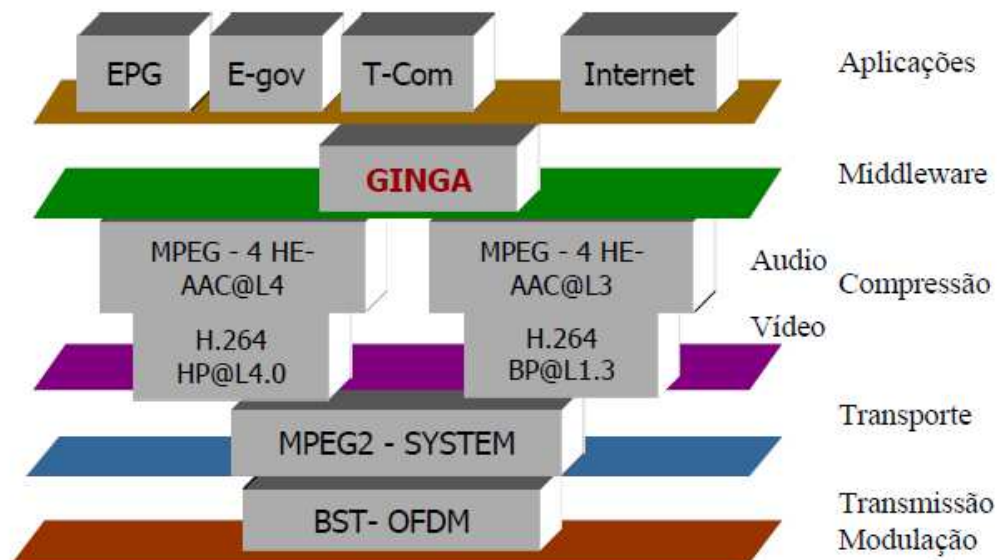 EPG
E-gov
T-Com
Internet
Aplicações
GINGA
Middleware
MPEG - 4 HE-
AAC@L4
MPEG - 4 HE-
AAC@L3
Audio
Compressão
H.264
HP@L4.0
H.264
BP@L1.3
Vídeo
MPEG2 - SYSTEM
Transporte
BST- OFDM
Transmissão
Modulação